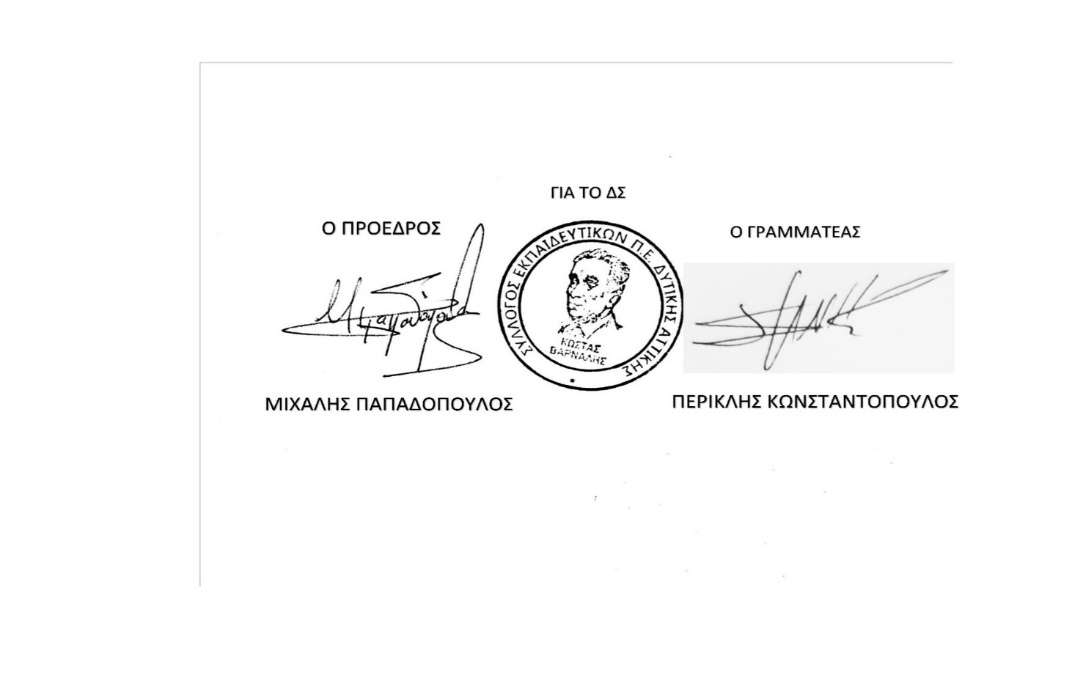 ΓΙΑ ΤΟ ΔΣ
Ο ΠΡΟΕΔΡΟΣ
Ο ΓΡΑΜΜΑΤΕΑΣ
ΣΥΛΛΟΓΟΣ ΕΚΠΑΙΔΕΥΤΙΚΩΝ Π.Ε. ΔΥΤΙΚΗΣ ΑΤΤΙΚΗΣ
ΚΩΣΤΑΣ
ΒΑΡΝΑΛΗΣ
ΜΙΧΑΛΗΣ ΠΑΠΑΔΟΠΟΥΛΟΣ
ΠΕΡΙΚΛΗΣ ΚΩΝΣΤΑΝΤΟΠΟΥΛΟΣ